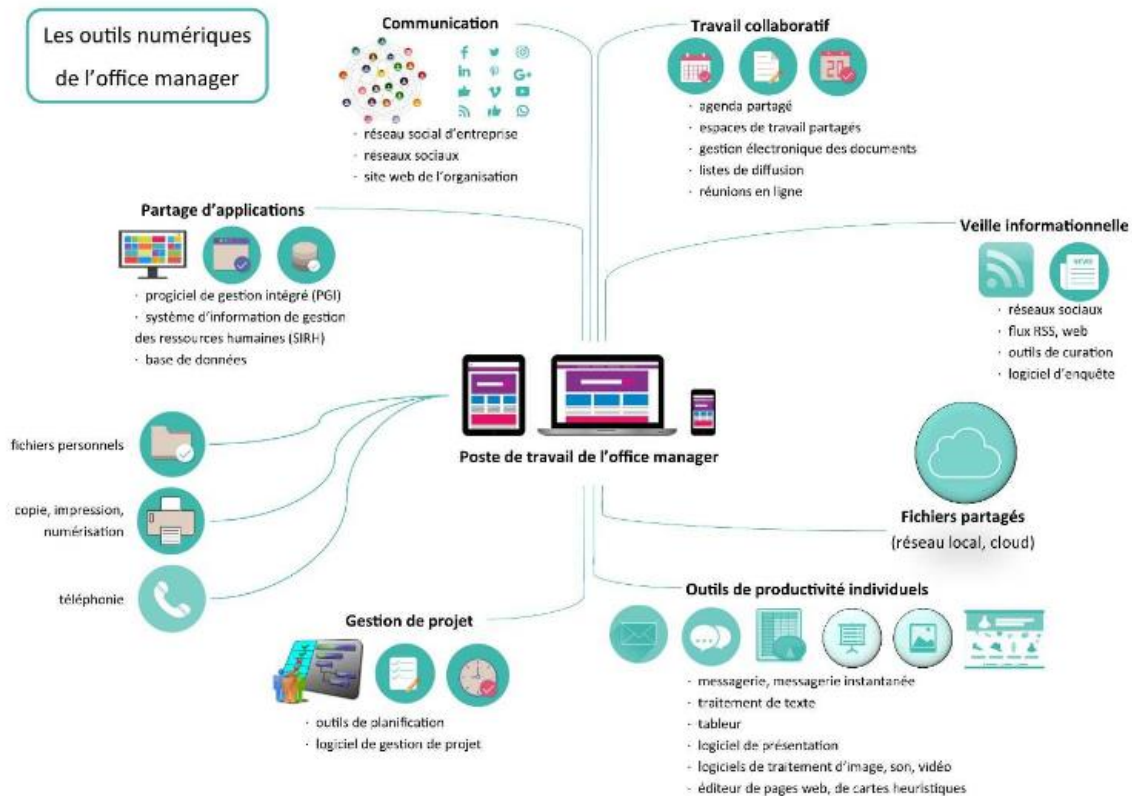 Les outils numériques
de l'office manager
Communication
· réseau social d'entreprise
· réseaux sociaux
· site web de l'organisation
Travail collaboratif
20
· agenda partagé
· espaces de travail partagés
· gestion électronique des documents
· listes de diffusion
· réunions en ligne
Partage d'applications
· progiciel de gestion intégré (PGI)
· système d'information de gestion
des ressources humaines (SIRH)
· base de données
Veille informationnelle
NEWS
· réseaux sociaux
· flux RSS, web
· outils de curation
· logiciel d'enquête
fichiers personnels
copie, impression,
numérisation
téléphonie
Poste de travail de l'office manager
Fichiers partagés
(réseau local, cloud)
Gestion de projet
· outils de planification
· logiciel de gestion de projet
Outils de productivité individuels
· messagerie, messagerie instantanée
· traitement de texte
· tableur
· logiciel de présentation
· logiciels de traitement d'image, son, vidéo
· éditeur de pages web, de cartes heuristiques